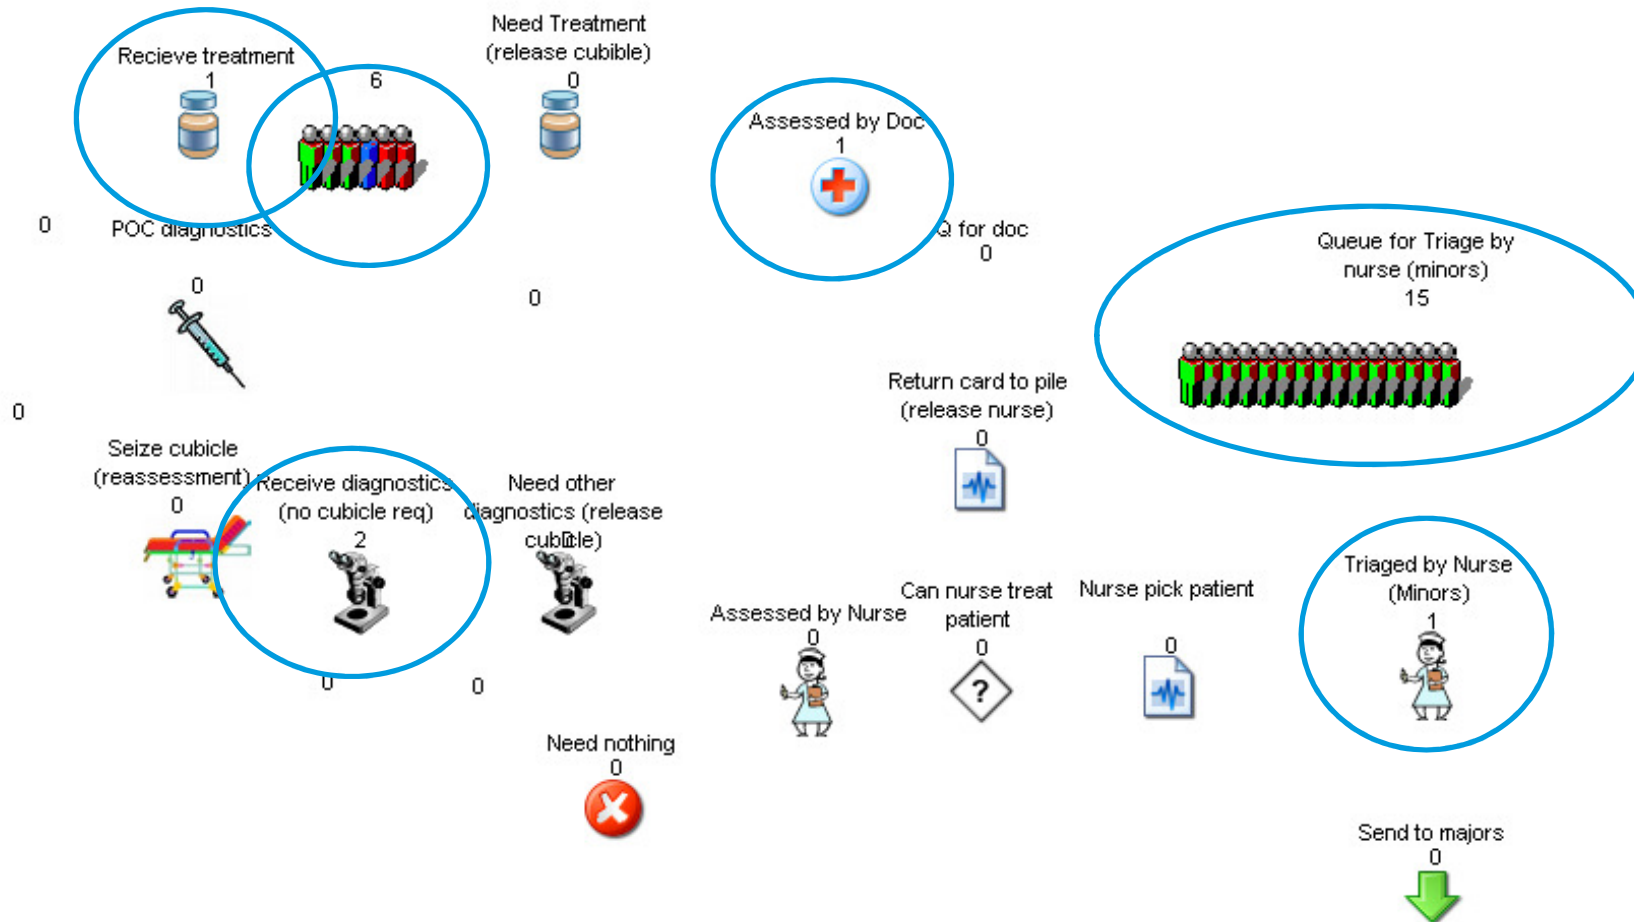 Need Treatment
(release cubible)
0
Recieve treatment
1
6
Assessed by Doc
1
0
POC diagnostics
0
0
Q for doc
0
Queue for Triage by
nurse (minors)
15
Return card to pile
(release nurse)
0
0
Seize cubicle
(reassessment)
0
Receive diagnostics
(no cubicle req)
2
Need other
diagnostics (release
cubicle)
0
0
0
Assessed by Nurse
0
Can nurse treat
patient
0
?
Nurse pick patient
0
Triaged by Nurse
(Minors)
1
Need nothing
0
Send to majors
0